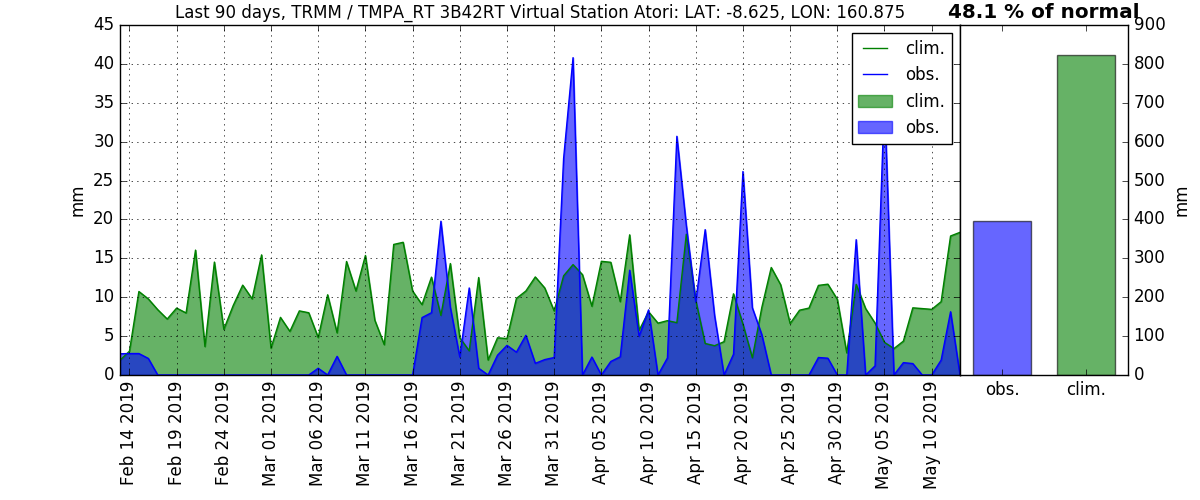 Last 90 days, TRMM / TMPA_RT 3B42RT Virtual Station Atori: LAT: -8.625, LON: 160.875
48.1 % of normal
45
40
35
30
25
20
15
10
5
0
mm
clim.
obs.
clim.
obs.
900
800
700
600
500
400
300
200
100
0
mm
obs.
clim.
Feb 14 2019
Feb 19 2019
Feb 24 2019
Mar 01 2019
Mar 06 2019
Mar 11 2019
Mar 16 2019
Mar 21 2019
Mar 26 2019
Mar 31 2019
Apr 05 2019
Apr 10 2019
Apr 15 2019
Apr 20 2019
Apr 25 2019
Apr 30 2019
May 05 2019
May 10 2019